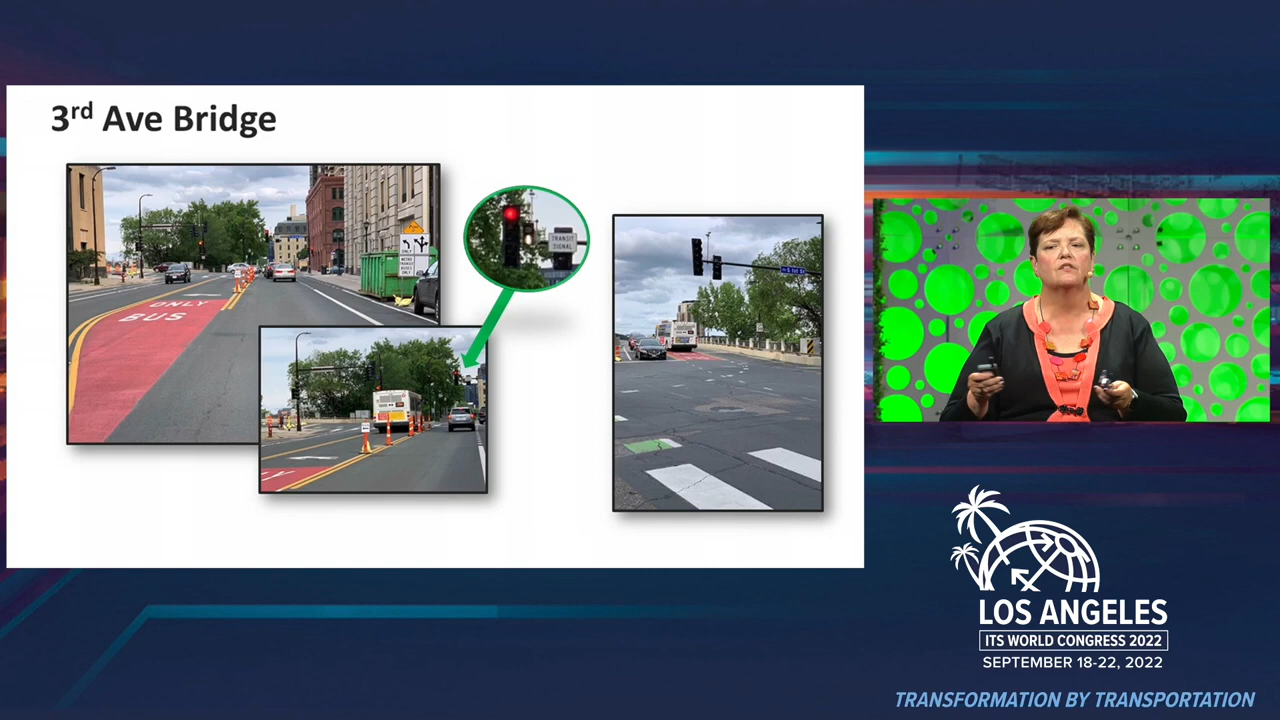 3rd Ave Bridge
ONLY
BUS
ONLY
TRANSIT
SIGNAL
LOS ANGELES
ITS WORLD CONGRESS 2022
SEPTEMBER 18-22, 2022
TRANSFORMATION BY TRANSPORTATION